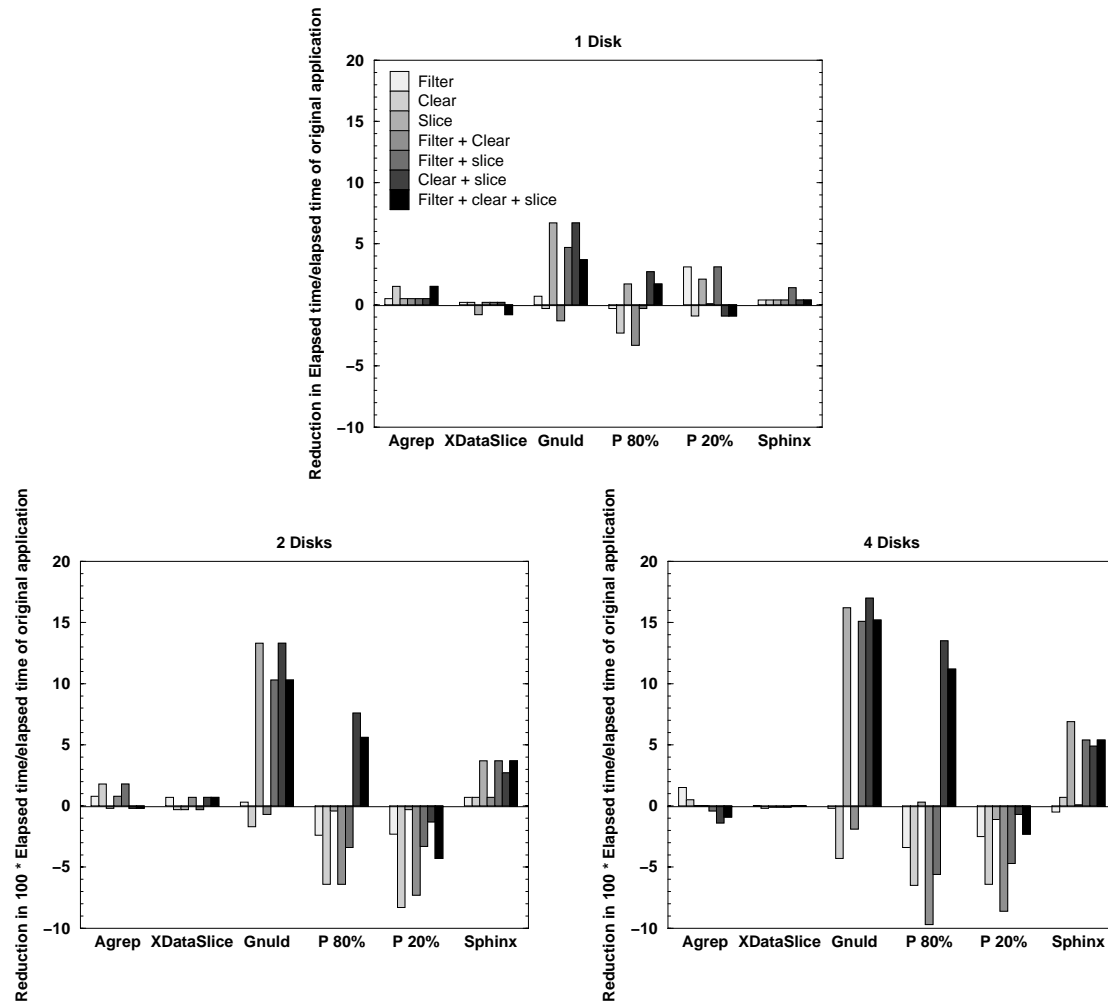 1 Disk
Reduction in Elapsed time/elapsed time of original application
20
15
10
5
0
−5
−10
Filter
Clear
Slice
Filter + Clear
Filter + slice
Clear + slice
Filter + clear + slice
Agrep XDataSlice Gnuld P 80% P 20% Sphinx
2 Disks
Reduction in 100 * Elapsed time/elapsed time of original application
20
15
10
5
0
−5
−10
Agrep XDataSlice Gnuld P 80% P 20% Sphinx
4 Disks
Reduction in 100 * Elapsed time/elapsed time of original application
20
15
10
5
0
−5
−10
Agrep XDataSlice Gnuld P 80% P 20% Sphinx